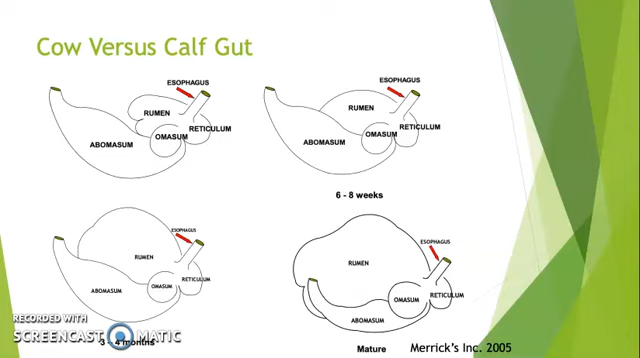 Cow Versus Calf Gut
ESOPHAGUS
RUMEN
RETICULUM
OMASUM
ABOMASUM
ESOPHAGUS
RUMEN
RETICULUM
OMASUM
ABOMASUM
6 - 8 weeks
ESOPHAGUS
RUMEN
RETICULUM
OMASUM
ABOMASUM
3 - 4 months
ESOPHAGUS
RUMEN
RETICULUM
OMASUM
ABOMASUM
Mature
Merrick's Inc. 2005
RECORDED WITH
SCREENCAST MATIC